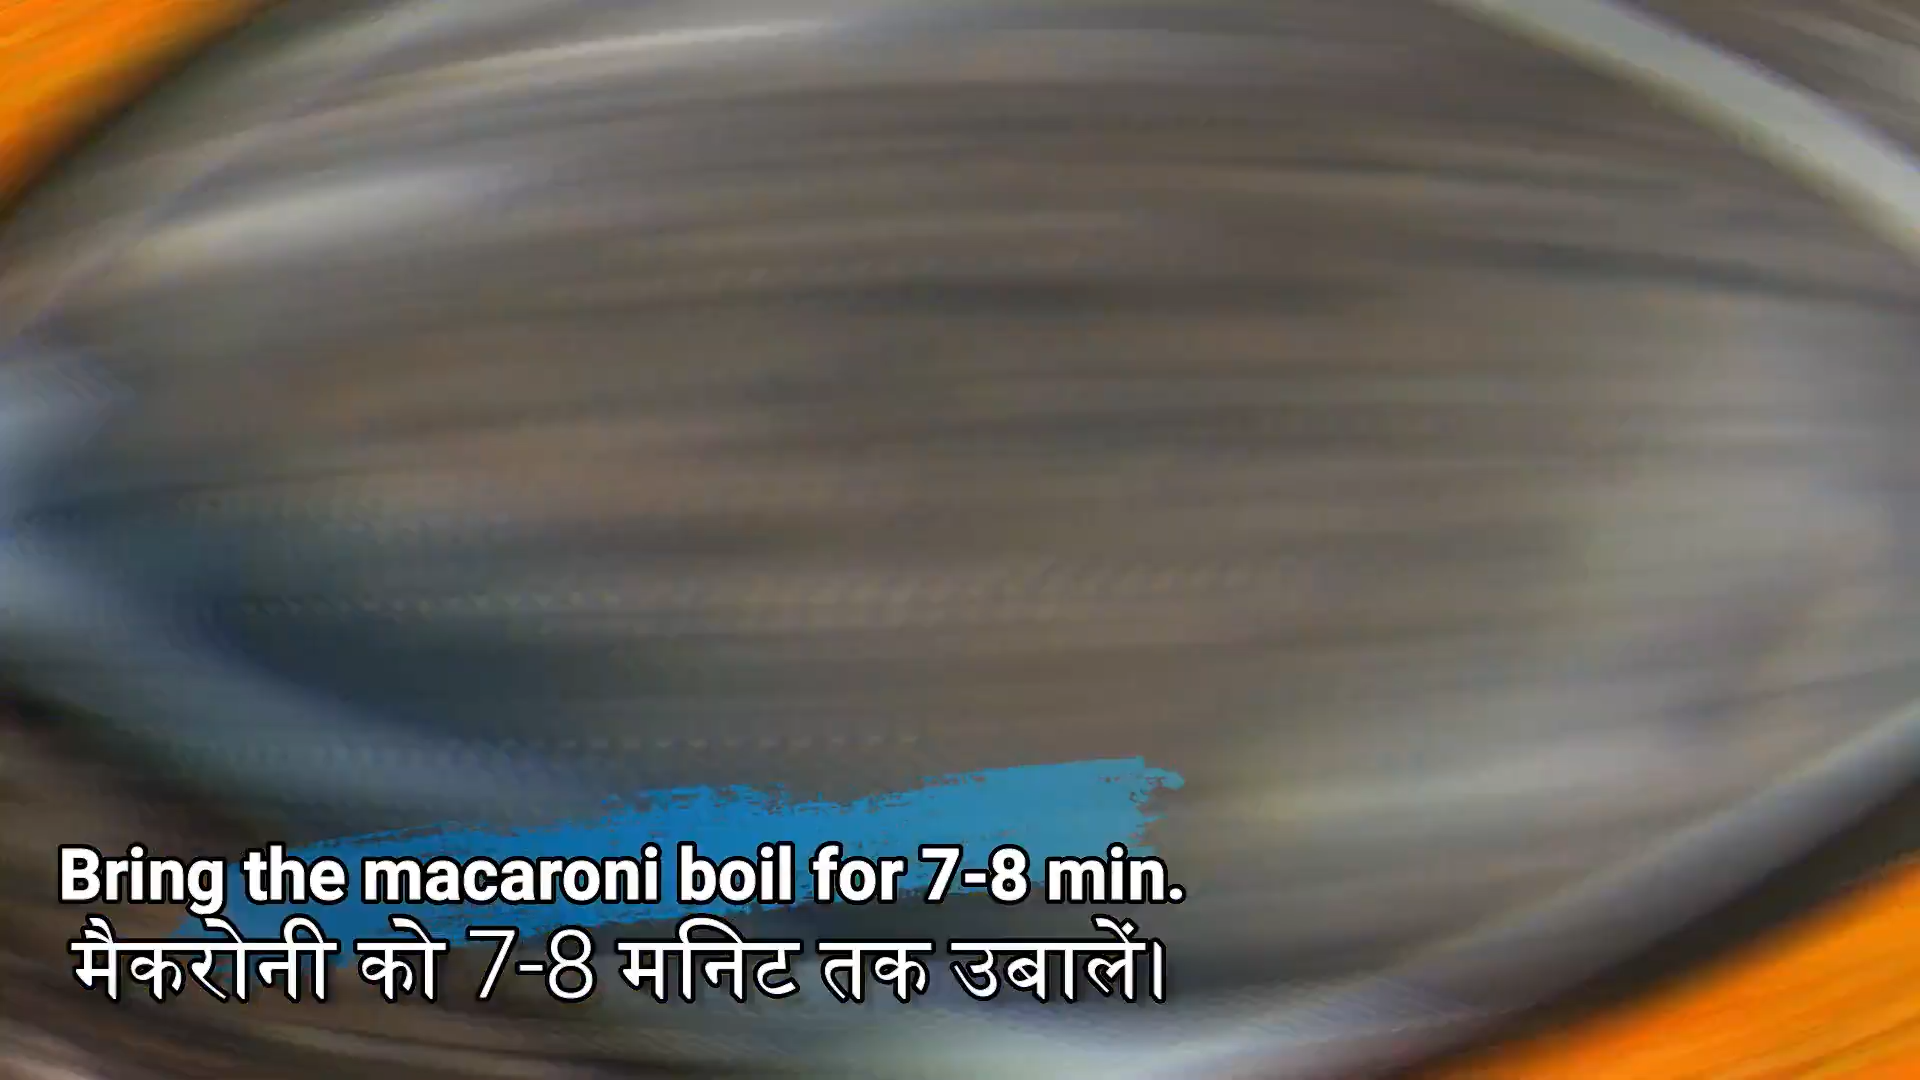 Bring the macaroni boil for 7-8 min.
मैकरोनी को 7-8 मनिट तक उबालें।